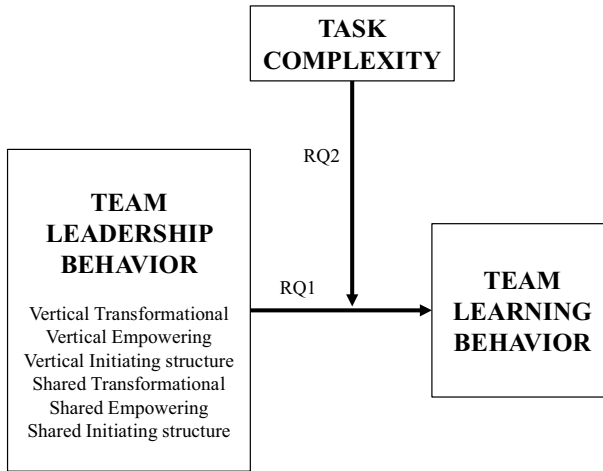 TASK
COMPLEXITY
RQ2
TEAM
LEADERSHIP
BEHAVIOR
Vertical Transformational
Vertical Empowering
Vertical Initiating structure
Shared Transformational
Shared Empowering
Shared Initiating structure
RQ1
TEAM
LEARNING
BEHAVIOR